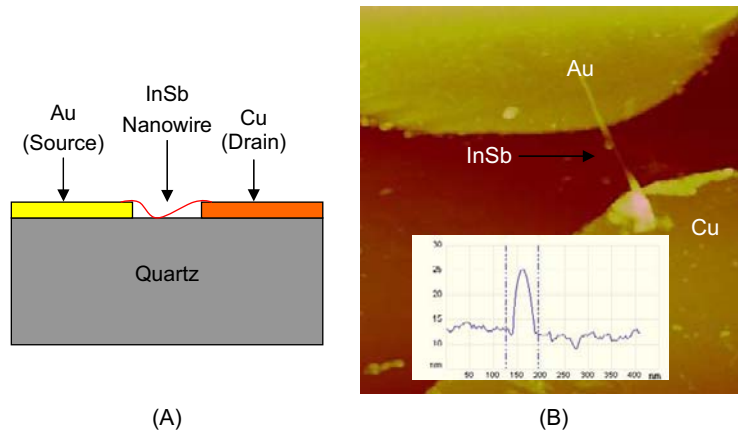 Au
(Source)
InSb
Nanowire
Cu
(Drain)
Quartz
(A)
Au
InSb
Cu
30
25
20
15
10
nm
50 100 150 200 250 300 350 400 nm
(B)